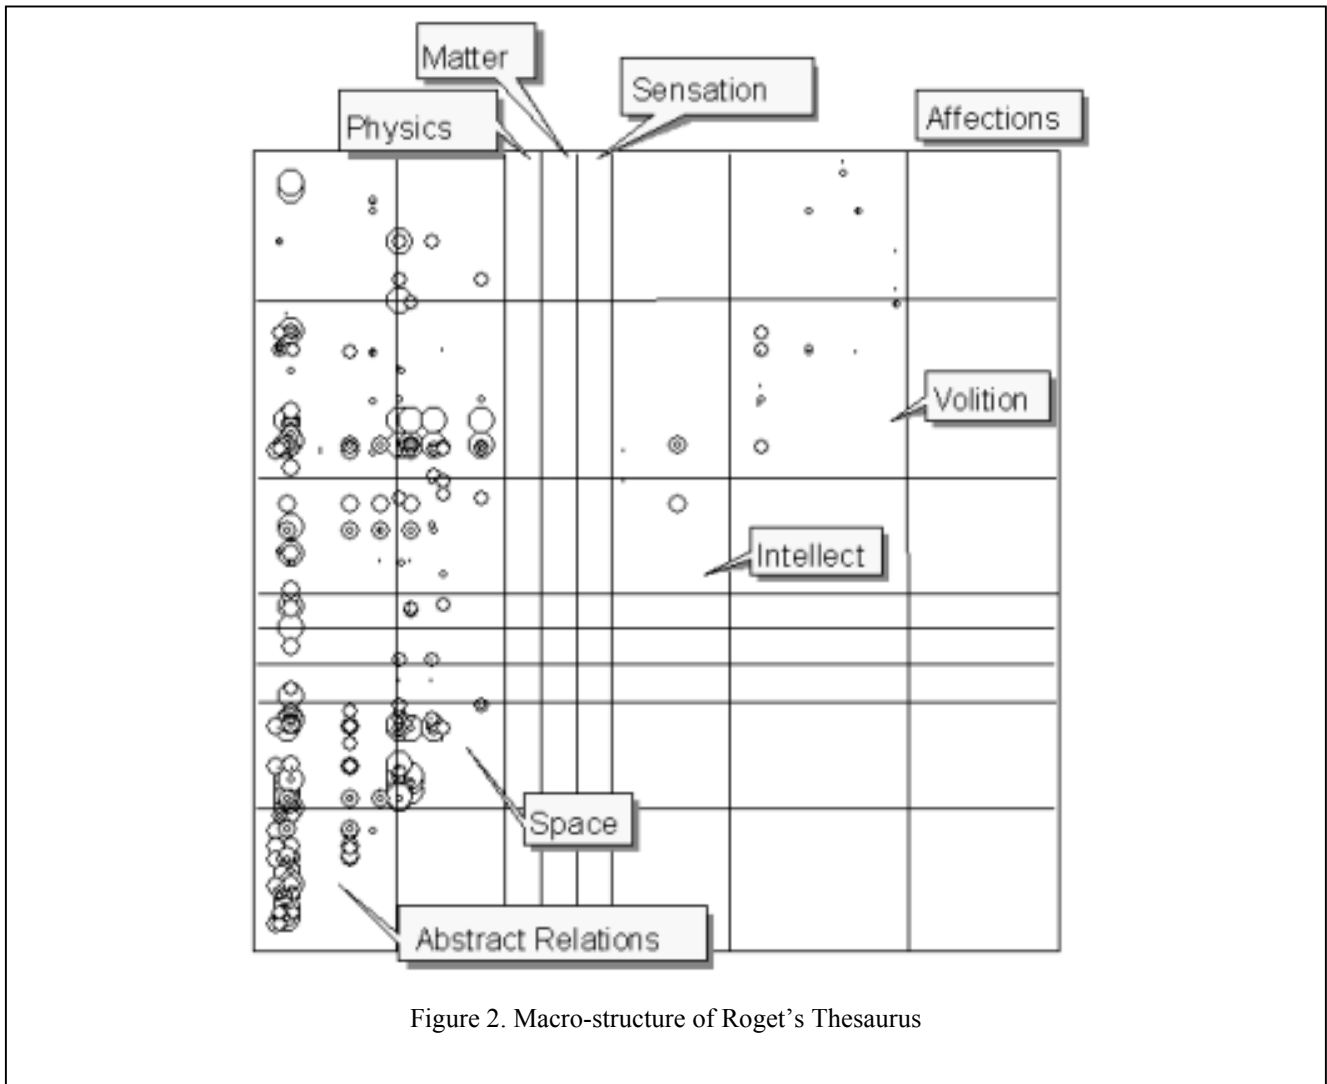 Matter
Sensation
Physics
Affections
Volition
Intellect
Space
Abstract Relations
Figure 2. Macro-structure of Roget’s Thesaurus